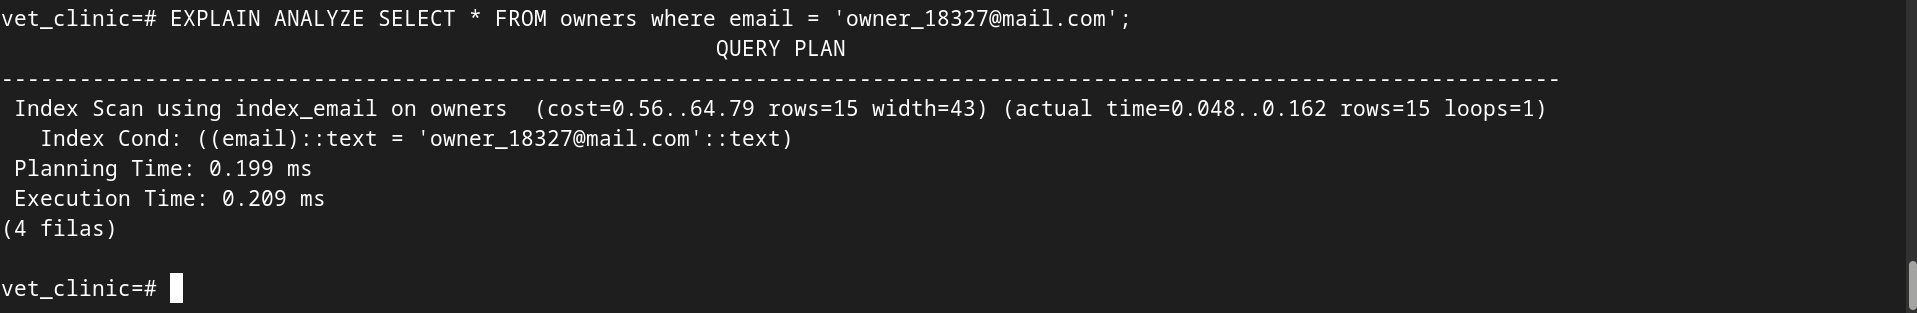 vet_clinic=# EXPLAIN ANALYZE SELECT * FROM owners where email = 'owner_18327@mail.com';
QUERY PLAN
------------------------------------------------------------------------------------------------------------------------
Index Scan using index_email on owners  (cost=0.56..64.79 rows=15 width=43) (actual time=0.048..0.162 rows=15 loops=1)
Index Cond: ((email)::text = 'owner_18327@mail.com'::text)
Planning Time: 0.199 ms
Execution Time: 0.209 ms
(4 filas)
vet_clinic=#